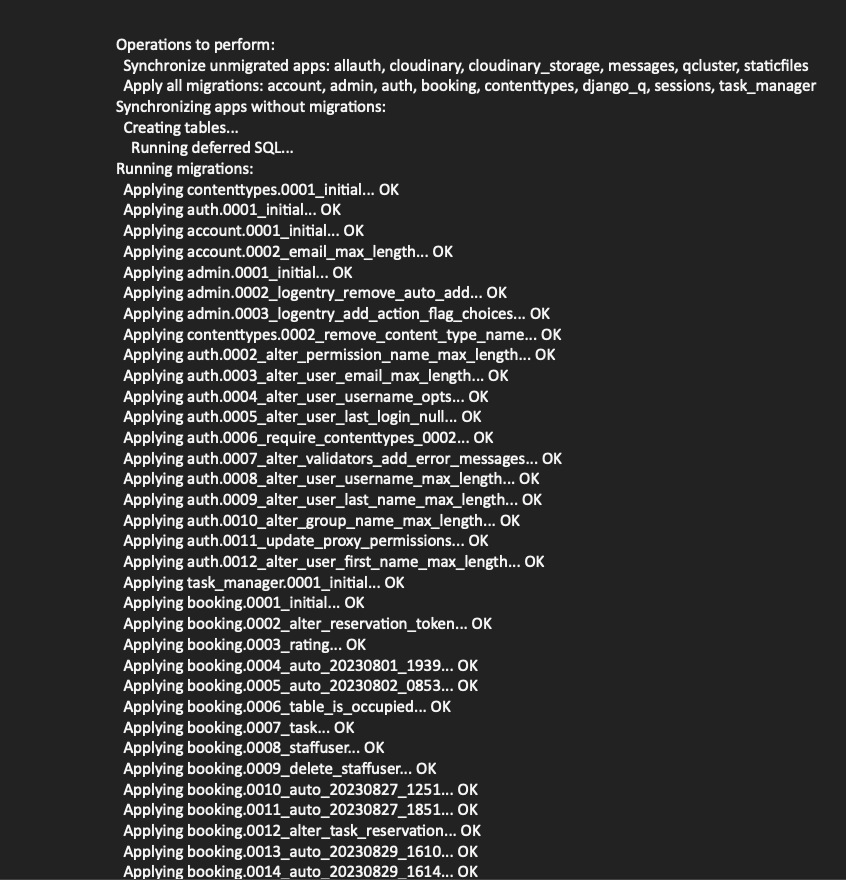 Operations to perform:
Synchronize unmigrated apps: allauth, cloudinary, cloudinary_storage, messages, qcluster, staticfiles
Apply all migrations: account, admin, auth, booking, contenttypes, django_q, sessions, task_manager
Synchronizing apps without migrations:
Creating tables...
Running deferred SQL...
Running migrations:
Applying contenttypes.0001_initial... OK
Applying auth.0001_initial... OK
Applying account.0001_initial... OK
Applying account.0002_email_max_length... OK
Applying admin.0001_initial... OK
Applying admin.0002_logentry_remove_auto_add... OK
Applying admin.0003_logentry_add_action_flag_choices... OK
Applying contenttypes.0002_remove_content_type_name... OK
Applying auth.0002_alter_permission_name_max_length... OK
Applying auth.0003_alter_user_email_max_length... OK
Applying auth.0004_alter_user_username_opts... OK
Applying auth.0005_alter_user_last_login_null... OK
Applying auth.0006_require_contenttypes_0002... OK
Applying auth.0007_alter_validators_add_error_messages... OK
Applying auth.0008_alter_user_username_max_length... OK
Applying auth.0009_alter_user_last_name_max_length... OK
Applying auth.0010_alter_group_name_max_length... OK
Applying auth.0011_update_proxy_permissions... OK
Applying auth.0012_alter_user_first_name_max_length... OK
Applying task_manager.0001_initial... OK
Applying booking.0001_initial... OK
Applying booking.0002_alter_reservation_token... OK
Applying booking.0003_rating... OK
Applying booking.0004_auto_20230801_1939... OK
Applying booking.0005_auto_20230802_0853... OK
Applying booking.0006_table_is_occupied... OK
Applying booking.0007_task... OK
Applying booking.0008_staffuser... OK
Applying booking.0009_delete_staffuser... OK
Applying booking.0010_auto_20230827_1251... OK
Applying booking.0011_auto_20230827_1851... OK
Applying booking.0012_alter_task_reservation... OK
Applying booking.0013_auto_20230829_1610... OK
Applying booking.0014_auto_20230829_1614... OK